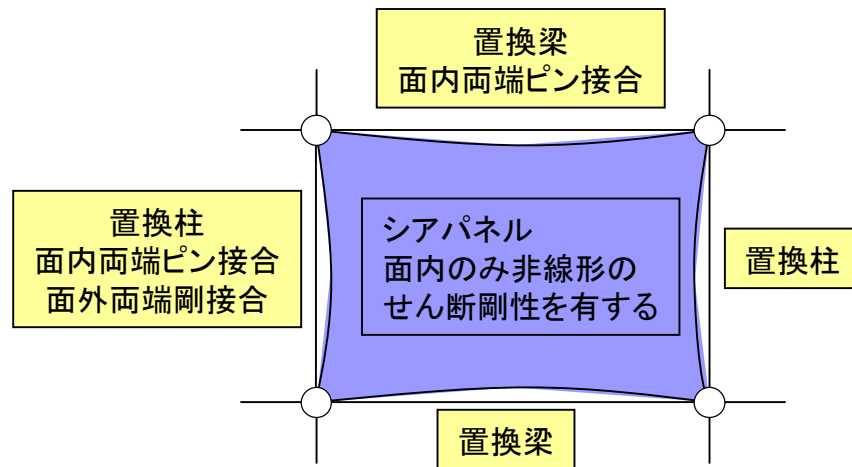 置換梁
面内両端ピン接合
置換柱
面内両端ピン接合
面外両端剛接合
シアパネル
面内のみ非線形の
せん断剛性を有する
置換柱
置換梁